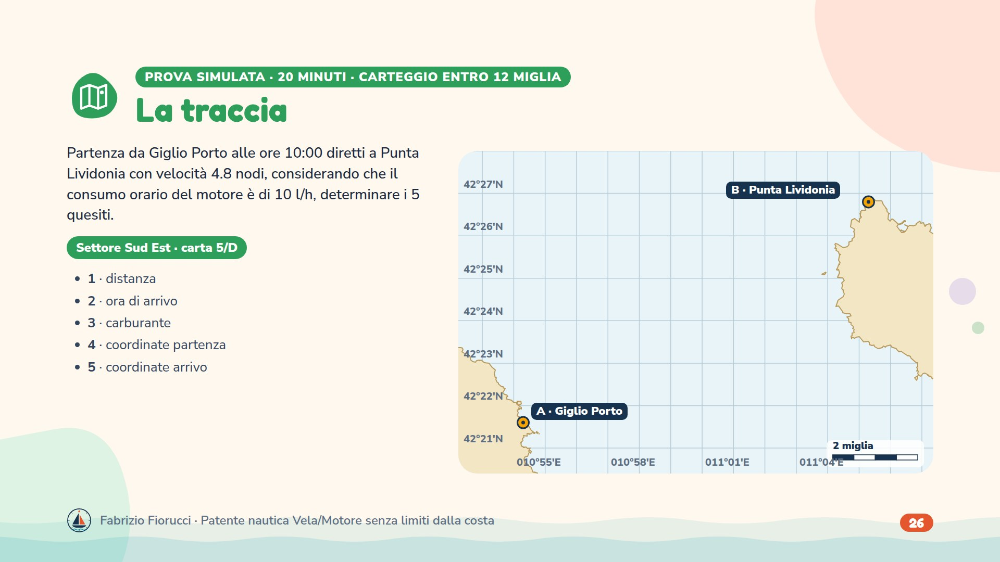 PROVA SIMULATA · 20 MINUTI · CARTEGGIO ENTRO 12 MIGLIA
La traccia
Partenza da Giglio Porto alle ore 10:00 diretti a Punta
Lividonia con velocità 4.8 nodi, considerando che il
consumo orario del motore è di 10 l/h, determinare i 5
quesiti.
Settore Sud Est · carta 5/D
1 · distanza
2 · ora di arrivo
3 · carburante
4 · coordinate partenza
5 · coordinate arrivo
42°27'N
B · Punta Lividonia
42°26'N
42°25'N
42°24'N
42°23'N
42°22'N
A · Giglio Porto
42°21'N
2 miglia
010°55'E
010°58'E
011°01'E
011°04'E
Fabrizio Fiorucci · Patente nautica Vela/Motore senza limiti dalla costa
26